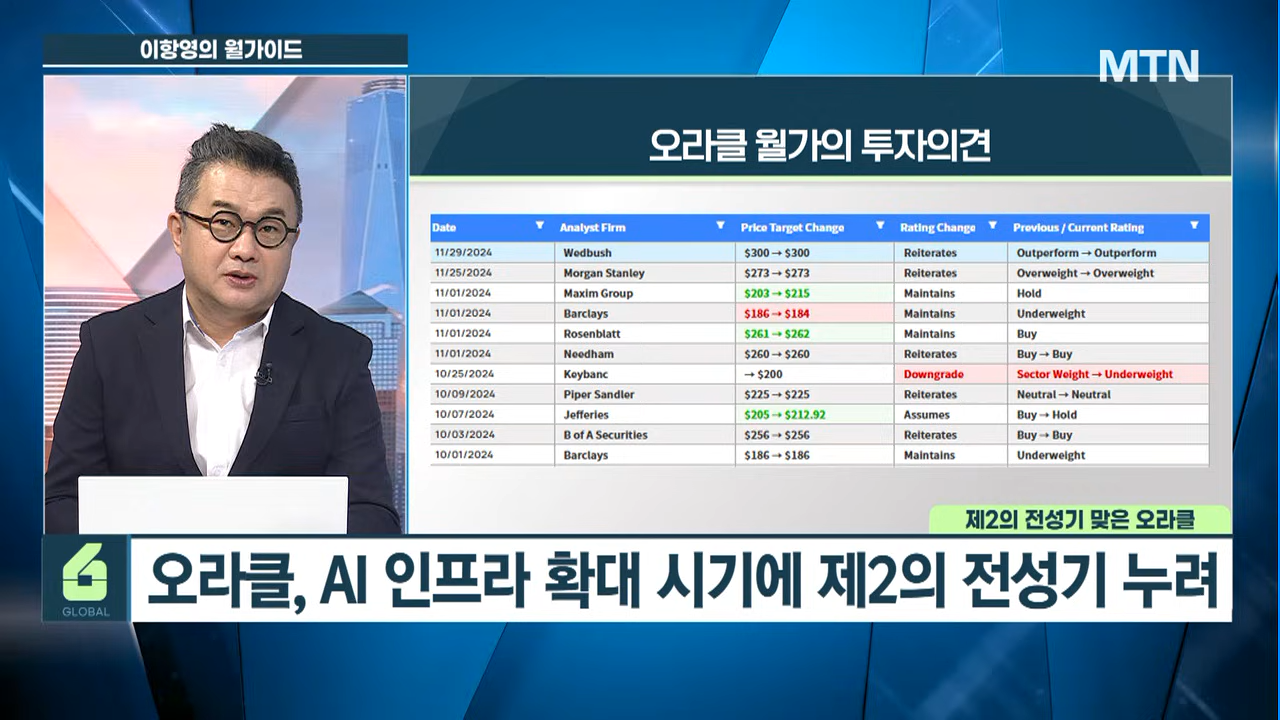 이항영의 월가이드
MTN
오라클 월가의 투자의견
Date Analyst Firm Price Target Change Rating Change Previous / Current Rating
11/29/2024 Wedbush $300 → $300 Reiterates Outperform → Outperform
11/25/2024 Morgan Stanley $273 → $273 Reiterates Overweight → Overweight
11/01/2024 Maxim Group $203 → $215 Maintains Hold
11/01/2024 Barclays $186 → $184 Maintains Underweight
11/01/2024 Rosenblatt $261 → $262 Maintains Buy
11/01/2024 Needham $260 → $260 Reiterates Buy → Buy
10/25/2024 Keybanc → $200 Downgrade Sector Weight → Underweight
10/09/2024 Piper Sandler $225 → $225 Reiterates Neutral → Neutral
10/07/2024 Jefferies $205 → $212.92 Assumes Buy → Hold
10/03/2024 B of A Securities $256 → $256 Reiterates Buy → Buy
10/01/2024 Barclays $186 → $186 Maintains Underweight
제2의 전성기 맞은 오라클
6 오라클, AI 인프라 확대 시기에 제2의 전성기 누려
GLOBAL